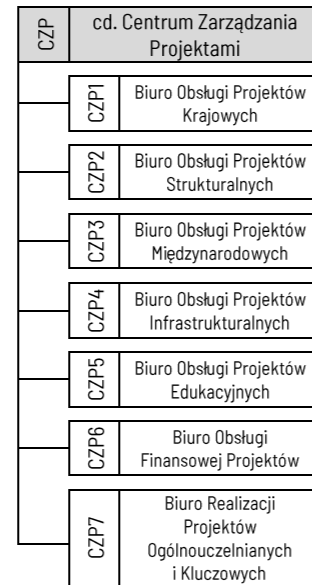 CZP
cd. Centrum Zarządzania
Projektami
CZP1
Biuro Obsługi Projektów
Krajowych
CZP2
Biuro Obsługi Projektów
Strukturalnych
CZP3
Biuro Obsługi Projektów
Międzynarodowych
CZP4
Biuro Obsługi Projektów
Infrastrukturalnych
CZP5
Biuro Obsługi Projektów
Edukacyjnych
CZP6
Biuro Obsługi
Finansowej Projektów
CZP7
Biuro Realizacji
Projektów
Ogólnouczelnianych
i Kluczowych